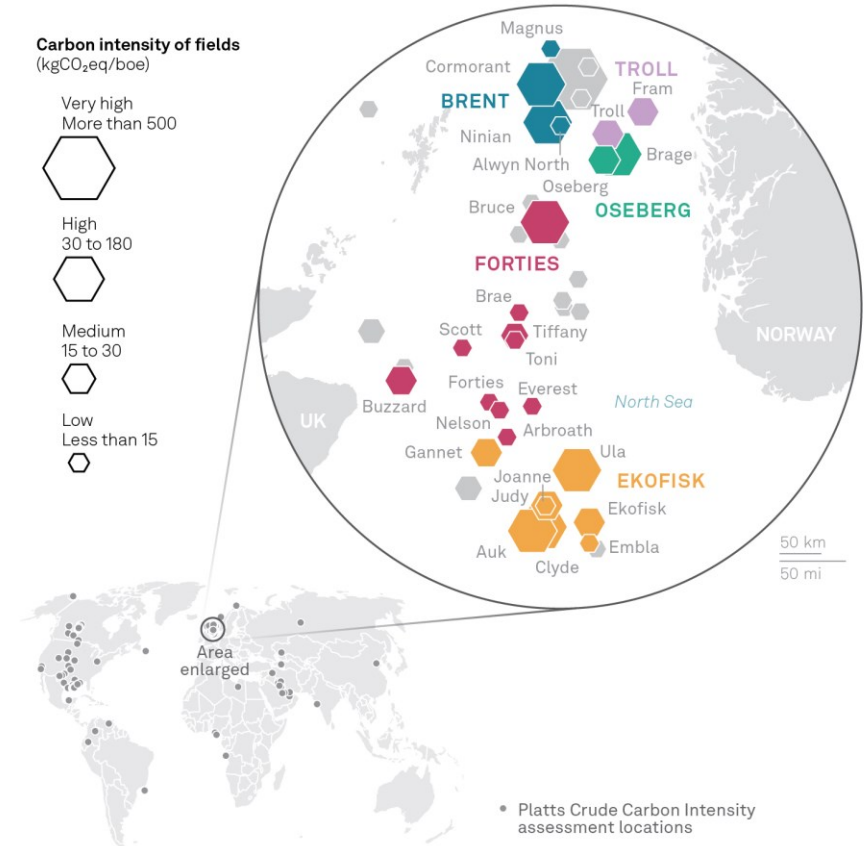 Carbon intensity of fields
(kgCO₂eq/boe)
Very high
More than 500
High
30 to 180
Medium
15 to 30
Low
Less than 15
Magnus
Cormorant
TROLL
Fram
BRENT
Troll
Ninian
Brage
Alwyn North
Oseberg
Bruce
OSEBERG
FORTIES
Brae
Scott
Tiffany
NORWAY
Toni
Forties
Everest
North Sea
Buzzard
UK
Nelson
Arbroath
Gannet
Ula
Joanne
EKOFISK
Judy
Ekofisk
Auk
Embla
Clyde
50 km
50 mi
Area
enlarged
Platts Crude Carbon Intensity
assessment locations